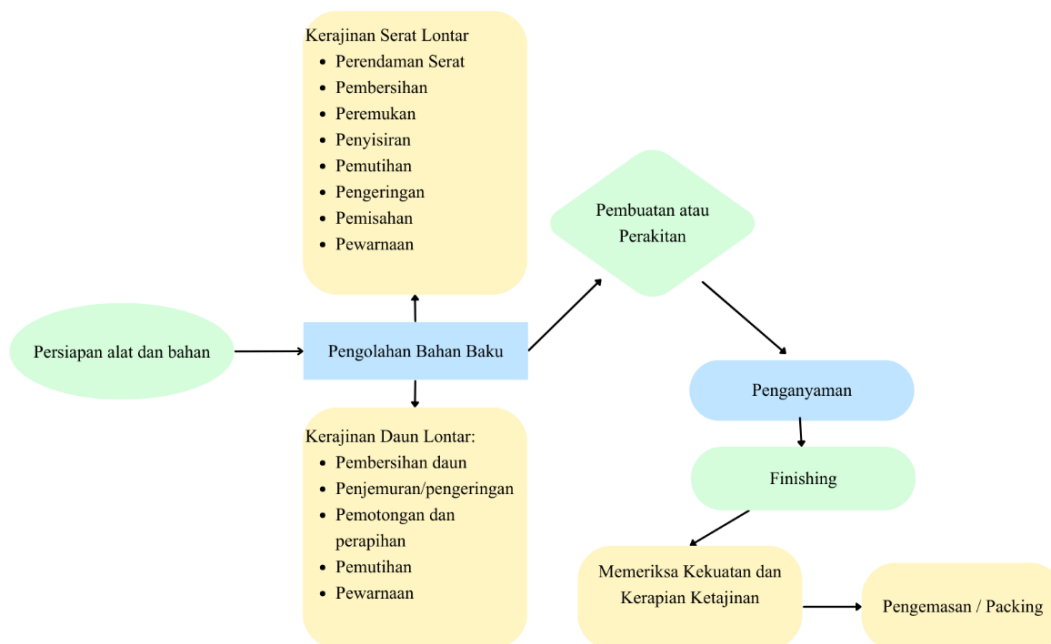 Kerajinan Serat Lontar
• Perendaman Serat
• Pembersihan
• Peremukan
• Penyisiran
• Pemutihan
• Pengeringan
• Pemisahan
• Pewarnaan
Pembuatan atau
Perakitan
Persiapan alat dan bahan
Pengolahan Bahan Baku
Penganyaman
Kerajinan Daun Lontar:
• Pembersihan daun
• Penjemuran/pengeringan
• Pemotongan dan
perapihan
• Pemutihan
• Pewarnaan
Finishing
Memeriksa Kekuatan dan
Kerapian Ketajinan
Pengemasan / Packing